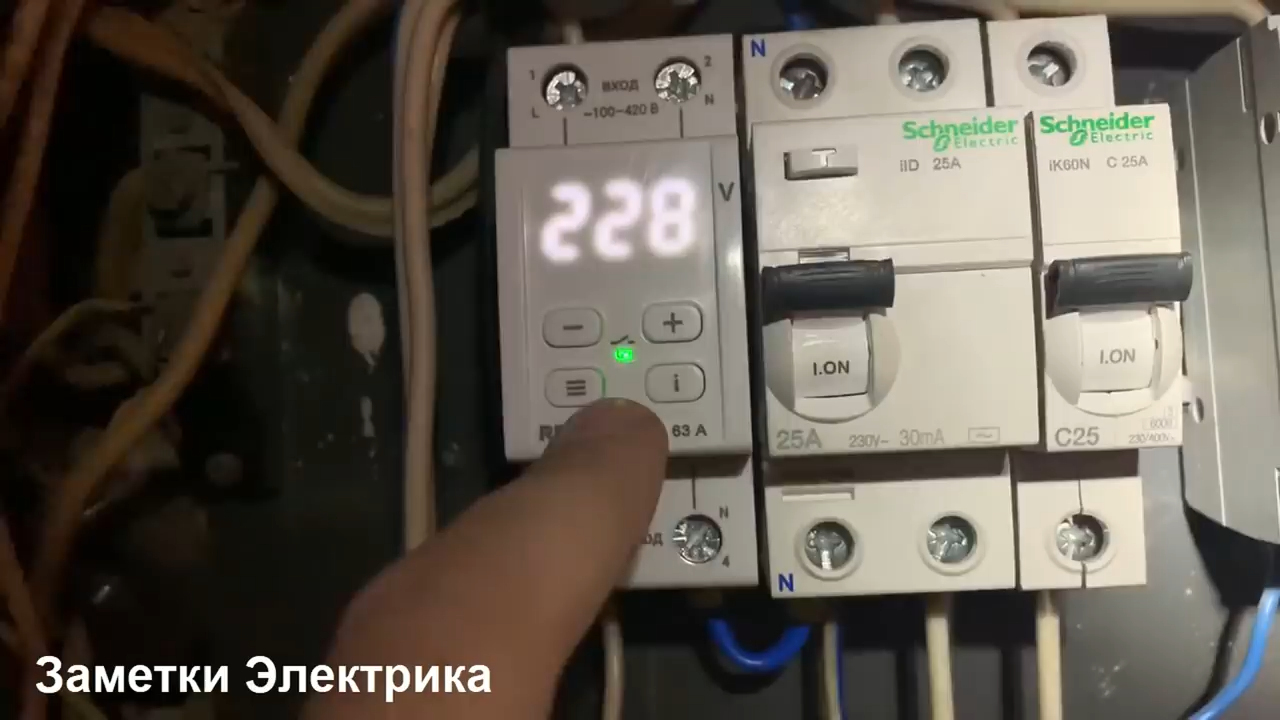 1 ВХОД 2
L ~100-420 В N
228 V
− +
≡ i
63 A
N
4
N
Schneider Electric
iID 25A
I.ON
25A 230V~ 30mA
N
Schneider Electric
iK60N C 25A
I.ON
C25 6000
230/400V~
Заметки Электрика